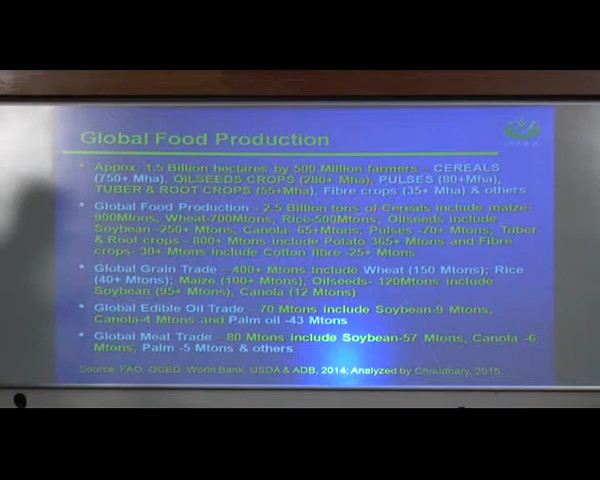 Global Food Production
Appox. 1.5 Billion hectares by 500 Million farmers - CEREALS
(750+ Mha), OILSEEDS CROPS (280+ Mha), PULSES (80+Mha),
TUBER & ROOT CROPS (55+Mha), Fibre crops (35+ Mha) & others
Global Food Production - 2.5 Billion tons of Cereals include maize-
900Mtons, Wheat-700Mtons, Rice-500Mtons; Oilseeds include
Soybean -250+ Mtons, Canola- 65+Mtons; Pulses -70+ Mtons; Tuber
& Root crops - 800+ Mtons include Potato 365+ Mtons and Fibre
crops- 30+ Mtons include Cotton fibre -25+ Mtons
Global Grain Trade - 400+ Mtons include Wheat (150 Mtons); Rice
(40+ Mtons); Maize (100+ Mtons), Oilseeds- 120Mtons include
Soybean (95+ Mtons), Canola (12 Mtons)
Global Edible Oil Trade - 70 Mtons include Soybean-9 Mtons,
Canola-4 Mtons and Palm oil -43 Mtons
Global Meal Trade - 80 Mtons include Soybean-57 Mtons, Canola -6
Mtons, Palm -5 Mtons & others
Source: FAO, OCED World Bank, USDA & ADB, 2014; Analyzed by Choudhary, 2015